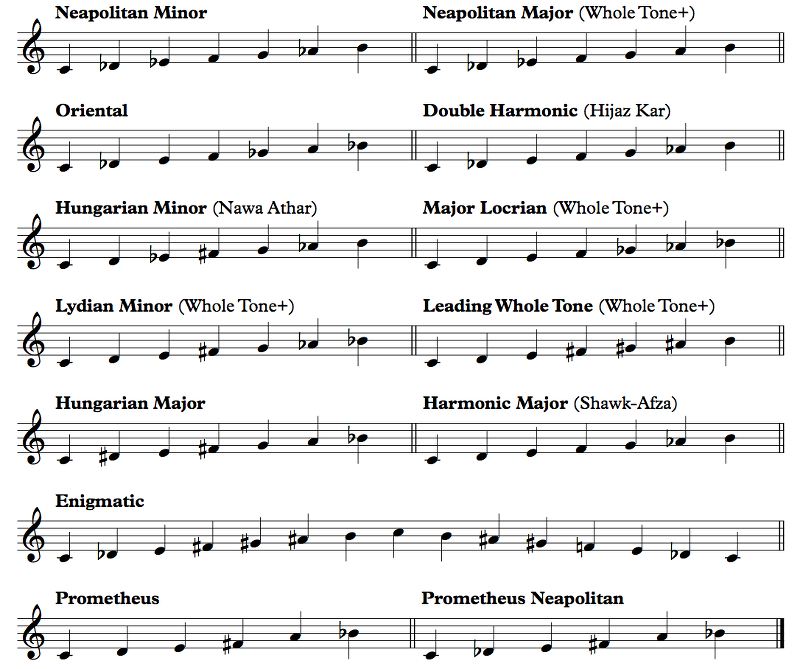 Neapolitan Minor
Neapolitan Major (Whole Tone+)
Oriental
Double Harmonic (Hijaz Kar)
Hungarian Minor (Nawa Athar)
Major Locrian (Whole Tone+)
Lydian Minor (Whole Tone+)
Leading Whole Tone (Whole Tone+)
Hungarian Major
Harmonic Major (Shawk-Afza)
Enigmatic
Prometheus
Prometheus Neapolitan